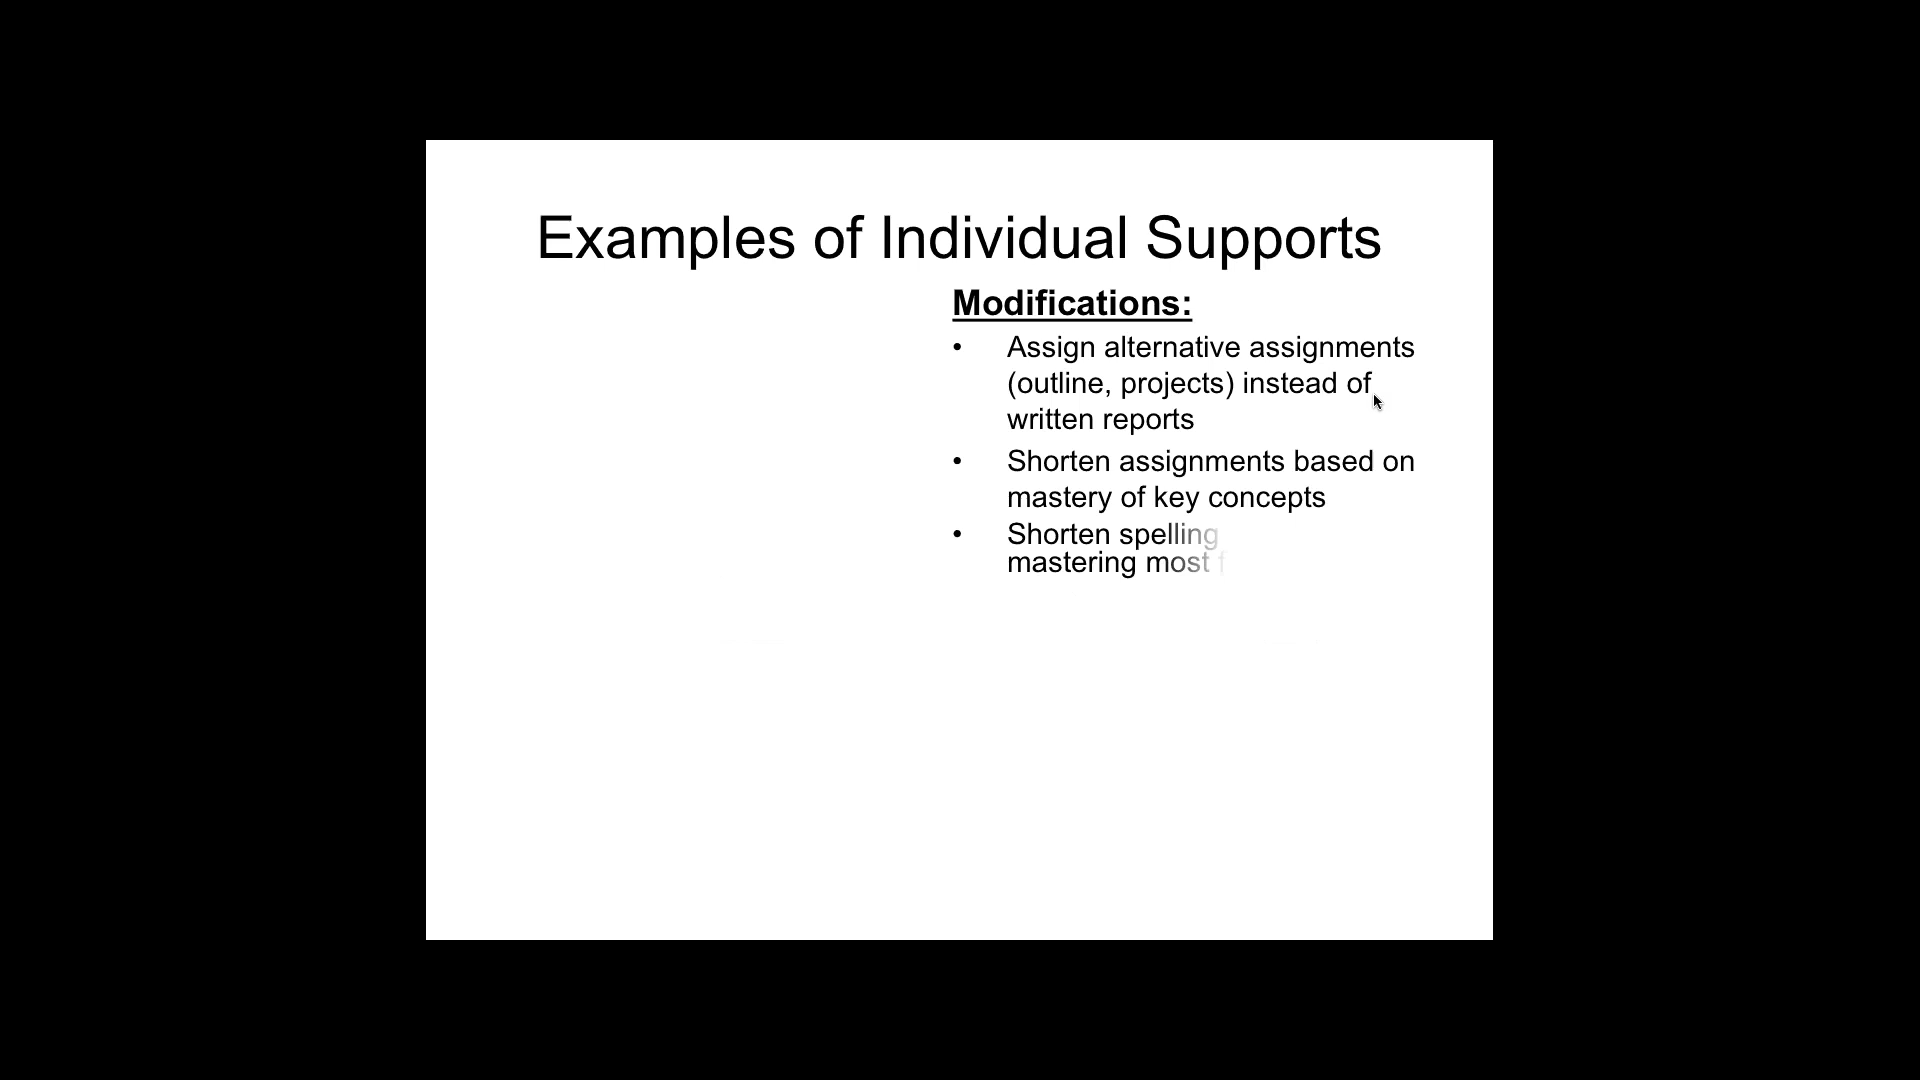 Examples of Individual Supports
Modifications:
• Assign alternative assignments
(outline, projects) instead of
written reports
• Shorten assignments based on
mastery of key concepts
• Shorten spelling
mastering most f